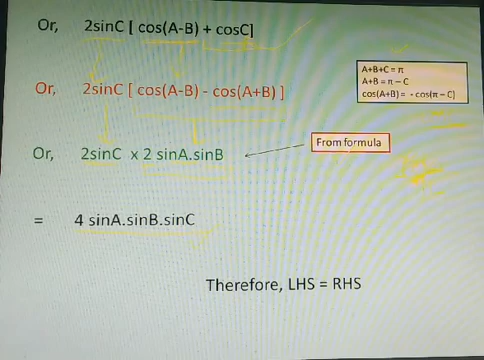 Or, 2sinC [ cos(A-B) + cosC]
A+B+C = π
A+B = π – C
cos(A+B) = - cos(π – C)
Or, 2sinC [ cos(A-B) - cos(A+B) ]
Or, 2sinC x 2 sinA.sinB
From formula
= 4 sinA.sinB.sinC
Therefore, LHS = RHS